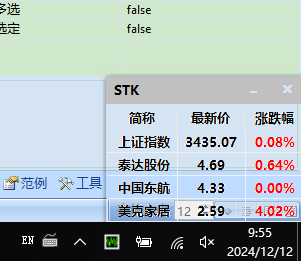 多选 false
选定 false
STK
简称 最新价 涨跌幅
上证指数 3435.07 0.08%
泰达股份 4.69 0.64%
中国东航 4.33 0.00%
范例 工具
美克家居 2.59 4.02%
12
EN
9:55
2024/12/12